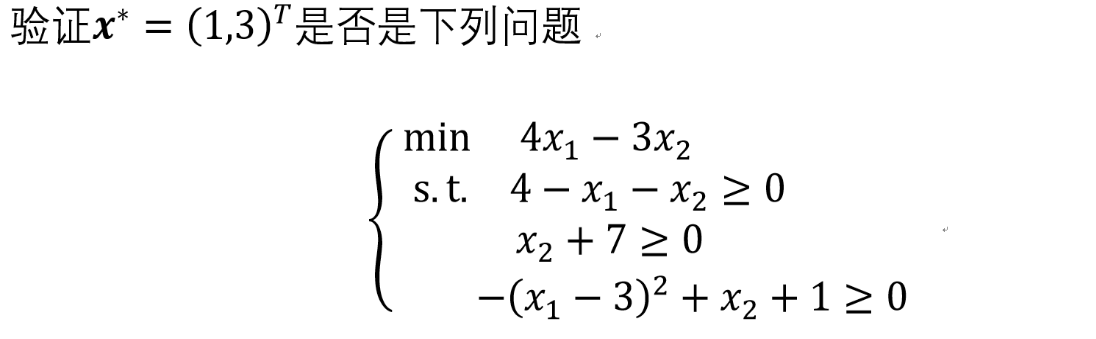 验证x* = (1,3)ᵀ是否是下列问题
min 4x₁ − 3x₂
s.t. 4 − x₁ − x₂ ≥ 0
x₂ + 7 ≥ 0
−(x₁ − 3)² + x₂ + 1 ≥ 0